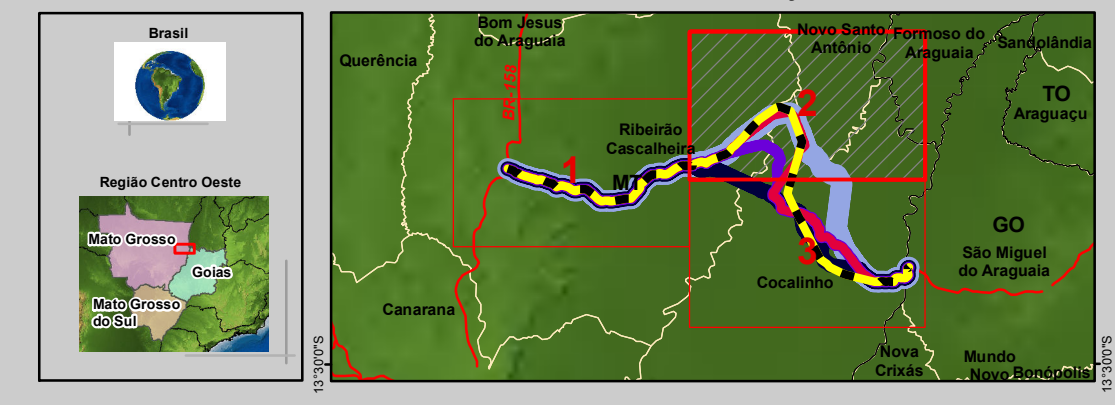 Brasil
Região Centro Oeste
Mato Grosso
Goias
Mato Grosso
do Sul
Bom Jesus
do Araguaia
Querência
BR-158
Novo Santo
Antônio
Formoso do
Araguaia
Sandolândia
TO
Araguaçu
Ribeirão
Cascalheira
1
MT
2
3
GO
São Miguel
do Araguaia
Cocalinho
Canarana
Nova
Crixás
Mundo
Novo
Bonópolis
13°30'0"S
13°30'0"S